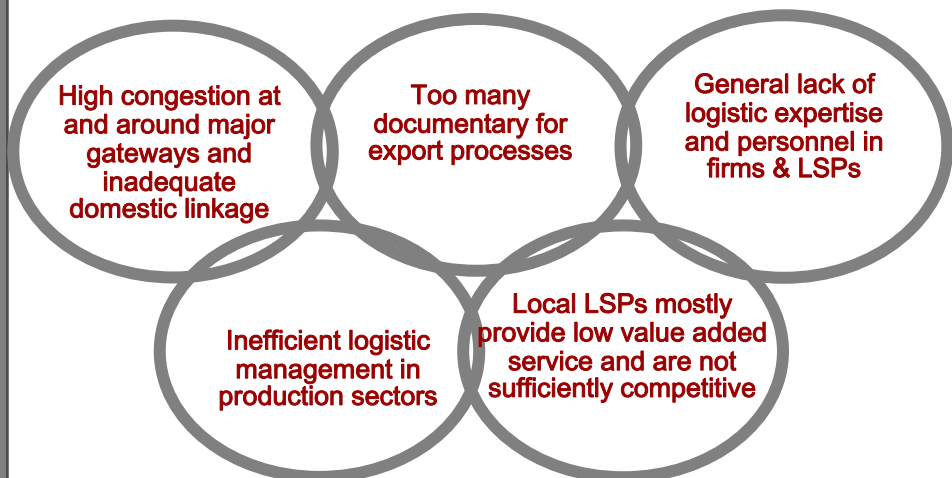 High congestion at
and around major
gateways and
inadequate
domestic linkage
Too many
documentary for
export processes
General lack of
logistic expertise
and personnel in
firms & LSPs
Inefficient logistic
management in
production sectors
Local LSPs mostly
provide low value added
service and are not
sufficiently competitive